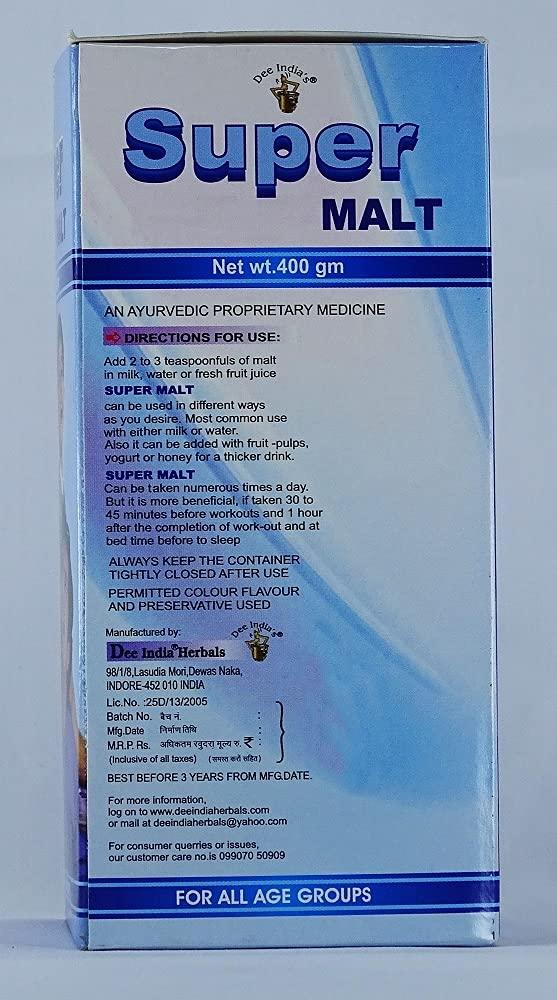 Dee India's®
Super
MALT
Net wt.400 gm
AN AYURVEDIC PROPRIETARY MEDICINE
DIRECTIONS FOR USE:
Add 2 to 3 teaspoonfuls of malt
in milk, water or fresh fruit juice
SUPER MALT
can be used in different ways
as you desire. Most common use
with either milk or water.
Also it can be added with fruit -pulps,
yogurt or honey for a thicker drink.
SUPER MALT
Can be taken numerous times a day.
But it is more beneficial, if taken 30 to
45 minutes before workouts and 1 hour
after the completion of work-out and at
bed time before to sleep
ALWAYS KEEP THE CONTAINER
TIGHTLY CLOSED AFTER USE
PERMITTED COLOUR FLAVOUR
AND PRESERVATIVE USED
Manufactured by:
Dee India's®
Dee India® Herbals
98/1/8,Lasudia Mori,Dewas Naka,
INDORE-452 010 INDIA
Lic.No. :25D/13/2005
Batch No. बैच नं. :
Mfg.Date निर्माण तिथि :
M.R.P. Rs. अधिकतम खुदरा मूल्य रु. ₹ :
(Inclusive of all taxes) (समस्त करों सहित)
BEST BEFORE 3 YEARS FROM MFG.DATE.
For more information,
log on to www.deeindiaherbals.com
or mail at deeindiaherbals@yahoo.com
For consumer querries or issues,
our customer care no.is 099070 50909
FOR ALL AGE GROUPS